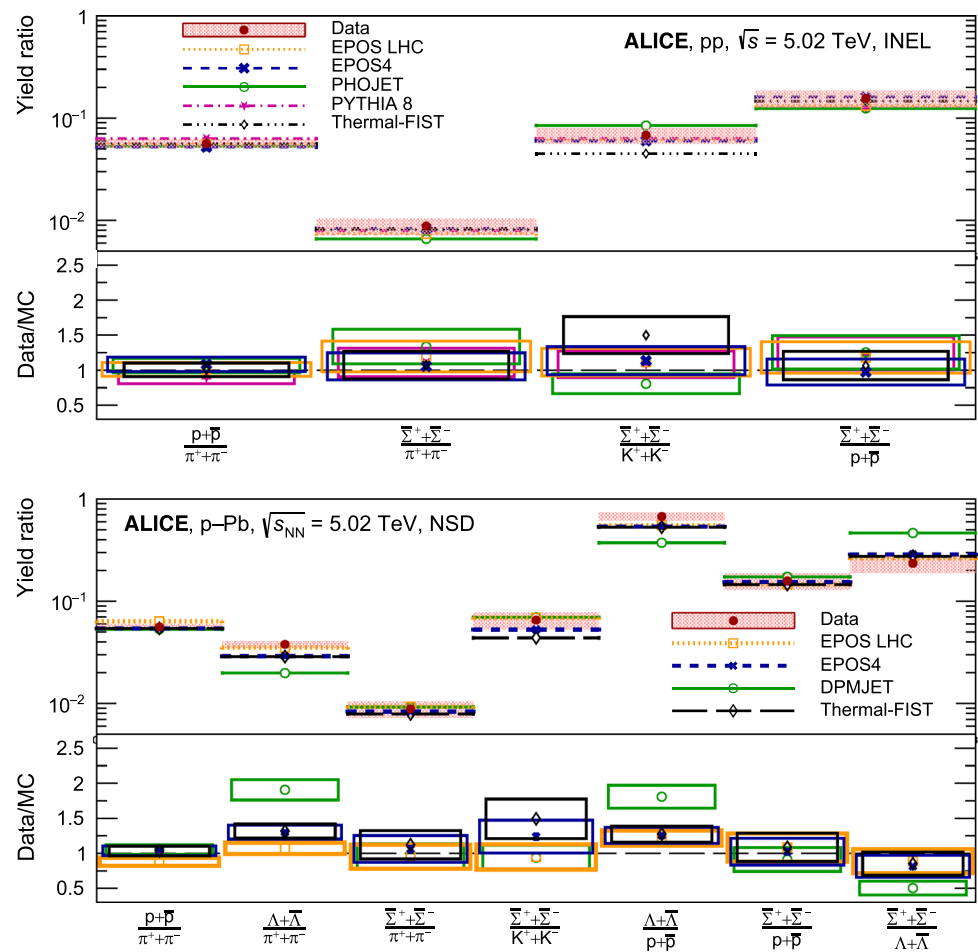 Yield ratio
1
10⁻¹
10⁻²
Data
EPOS LHC
EPOS4
PHOJET
PYTHIA 8
Thermal-FIST
ALICE, pp, √s = 5.02 TeV, INEL
Data/MC
2.5
2
1.5
1
0.5
p+p̅ / π⁺+π⁻
Σ̅⁺+Σ̅⁻ / π⁺+π⁻
Σ̅⁺+Σ̅⁻ / K⁺+K⁻
Σ̅⁺+Σ̅⁻ / p+p̅
Yield ratio
1
10⁻¹
10⁻²
ALICE, p–Pb, √s_NN = 5.02 TeV, NSD
Data
EPOS LHC
EPOS4
DPMJET
Thermal-FIST
Data/MC
2.5
2
1.5
1
0.5
p+p̅ / π⁺+π⁻
Λ+Λ̅ / π⁺+π⁻
Σ̅⁺+Σ̅⁻ / π⁺+π⁻
Σ̅⁺+Σ̅⁻ / K⁺+K⁻
Λ+Λ̅ / p+p̅
Σ̅⁺+Σ̅⁻ / p+p̅
Σ̅⁺+Σ̅⁻ / Λ+Λ̅